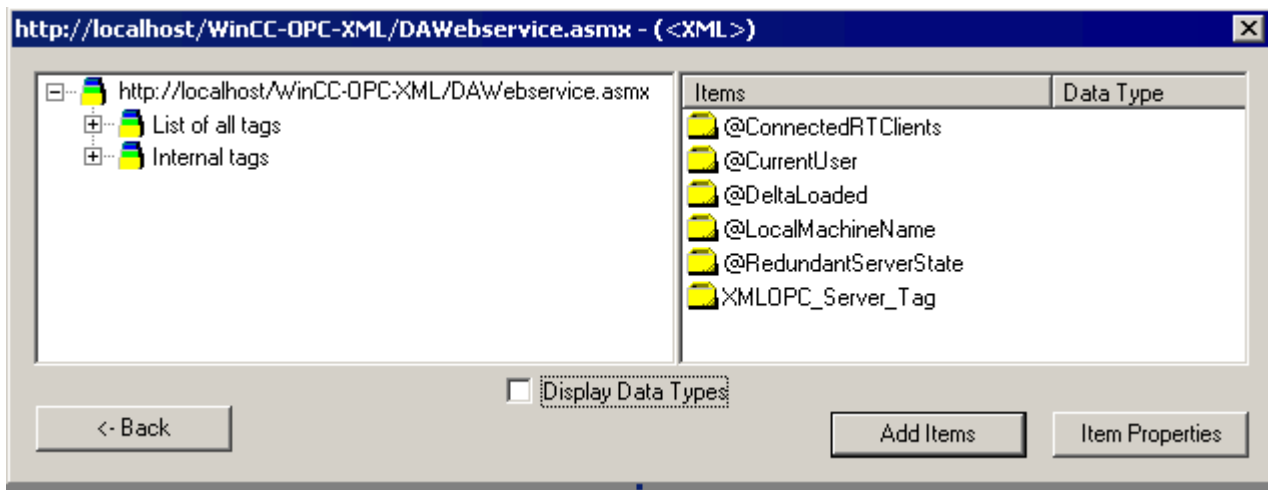 http://localhost/WinCC-OPC-XML/DAWebservice.asmx - (<XML>)
http://localhost/WinCC-OPC-XML/DAWebservice.asmx
List of all tags
Internal tags
Items Data Type
@ConnectedRTClients
@CurrentUser
@DeltaLoaded
@LocalMachineName
@RedundantServerState
XMLOPC_Server_Tag
Display Data Types
<- Back
Add Items
Item Properties